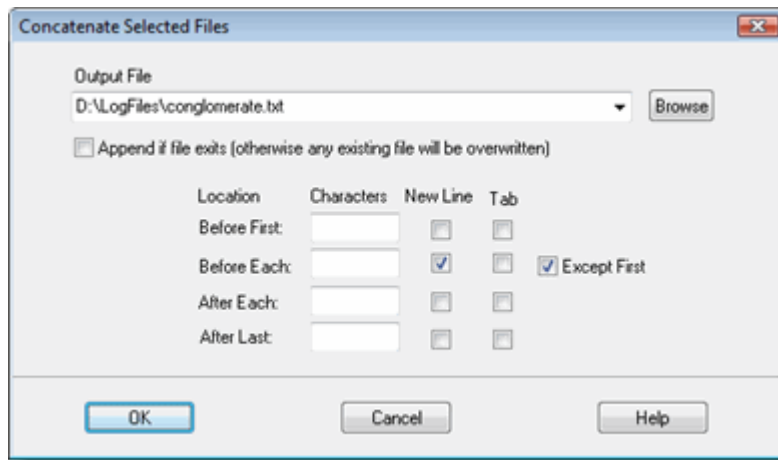 Concatenate Selected Files
Output File
D:\LogFiles\conglomerate.txt Browse
Append if file exits (otherwise any existing file will be overwritten)
Location Characters New Line Tab
Before First:
Before Each: Except First
After Each:
After Last:
OK Cancel Help